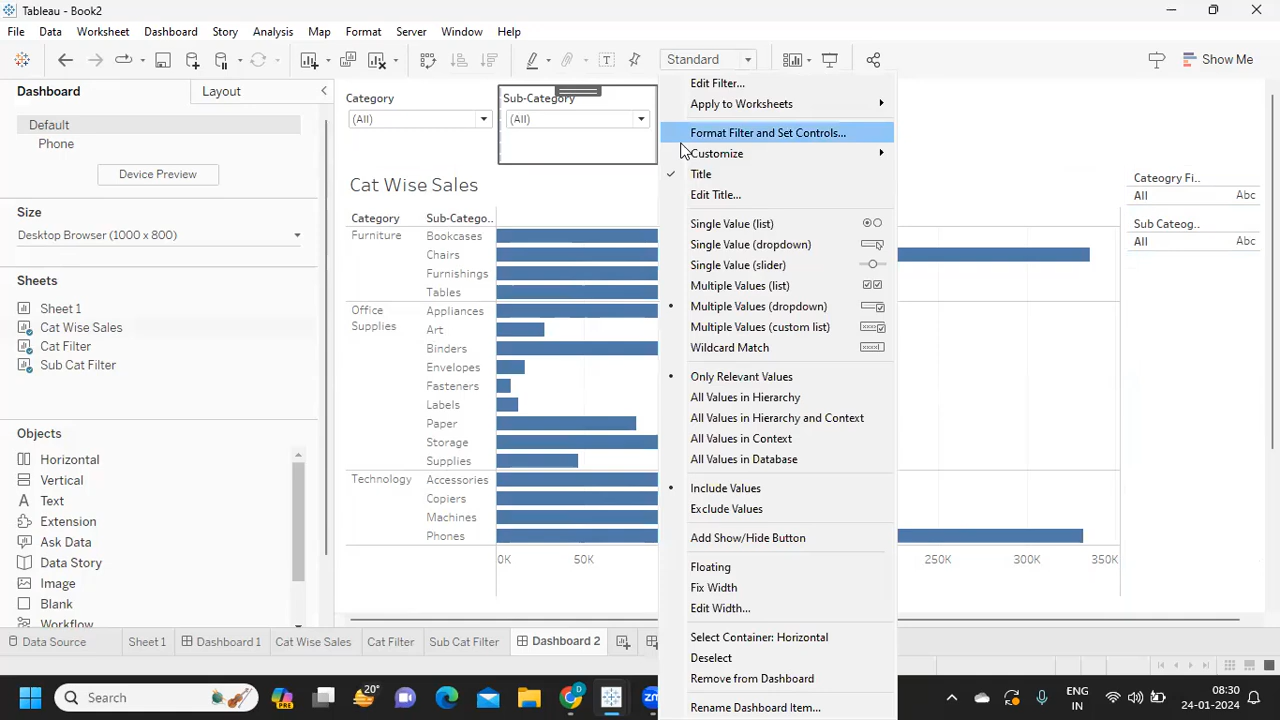 Tableau - Book2
File
Data
Worksheet
Dashboard
Story
Analysis
Map
Format
Server
Window
Help
Standard
Show Me
Dashboard
Layout
Default
Phone
Device Preview
Size
Desktop Browser (1000 x 800)
Sheets
Sheet 1
Cat Wise Sales
Cat Filter
Sub Cat Filter
Objects
Horizontal
Vertical
Text
Extension
Ask Data
Data Story
Image
Blank
Workflow
Category
(All)
Sub-Category
(All)
Cat Wise Sales
Category
Sub-Catego..
Furniture
Bookcases
Chairs
Furnishings
Tables
Office
Supplies
Appliances
Art
Binders
Envelopes
Fasteners
Labels
Paper
Storage
Supplies
Technology
Accessories
Copiers
Machines
Phones
0K
50K
250K
300K
350K
Edit Filter...
Apply to Worksheets
Format Filter and Set Controls...
Customize
Title
Edit Title...
Single Value (list)
Single Value (dropdown)
Single Value (slider)
Multiple Values (list)
Multiple Values (dropdown)
Multiple Values (custom list)
Wildcard Match
Only Relevant Values
All Values in Hierarchy
All Values in Hierarchy and Context
All Values in Context
All Values in Database
Include Values
Exclude Values
Add Show/Hide Button
Floating
Fix Width
Edit Width...
Select Container: Horizontal
Deselect
Remove from Dashboard
Rename Dashboard Item...
Cateogry Fi..
All
Abc
Sub Categ..
All
Abc
Data Source
Sheet 1
Dashboard 1
Cat Wise Sales
Cat Filter
Sub Cat Filter
Dashboard 2
Search
PRE
20°
D
ENG
IN
08:30
24-01-2024